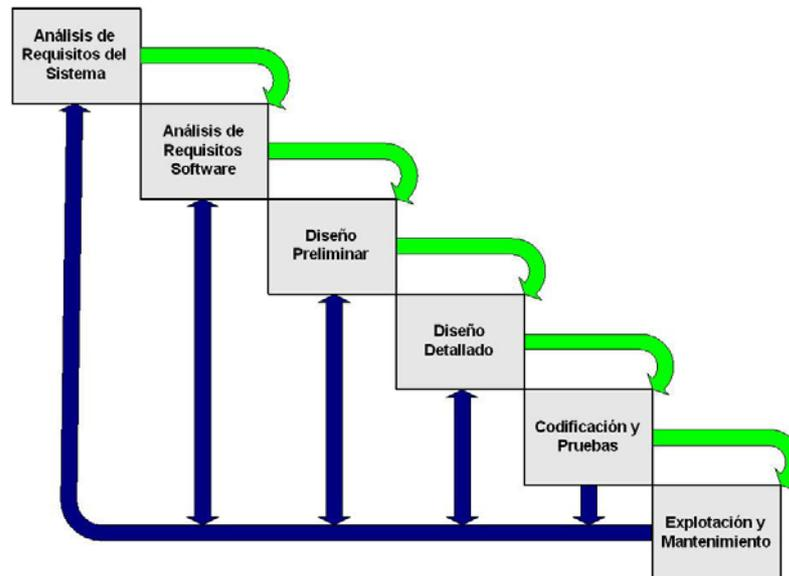 Análisis de
Requisitos del
Sistema
Análisis de
Requisitos
Software
Diseño
Preliminar
Diseño
Detallado
Codificación y
Pruebas
Explotación y
Mantenimiento